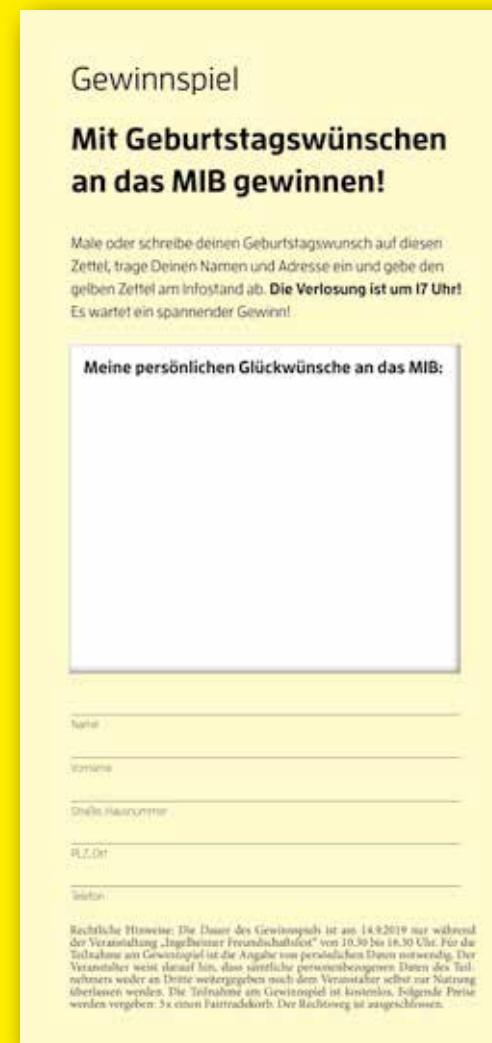 Gewinnspiel
Mit Geburtstagswünschen
an das MIB gewinnen!
Male oder schreibe deinen Geburtstagswunsch auf diesen
Zettel, trage Deinen Namen und Adresse ein und gebe den
gelben Zettel am Infostand ab. Die Verlosung ist um 17 Uhr!
Es wartet ein spannender Gewinn!
Meine persönlichen Glückwünsche an das MIB:
Name
Vorname
Straße, Hausnummer
PLZ, Ort
Telefon
Rechtliche Hinweise: Die Dauer des Gewinnspiels ist am 14.9.2019 nur während
der Veranstaltung „Ingelheimer Freundschaftsfest" von 10.30 bis 16.30 Uhr. Für die
Teilnahme am Gewinnspiel ist die Angabe von persönlichen Daten notwendig. Der
Veranstalter weist darauf hin, dass sämtliche personenbezogenen Daten des Teil-
nehmers weder an Dritte weitergegeben noch dem Veranstalter selbst zur Nutzung
überlassen werden. Die Teilnahme am Gewinnspiel ist kostenlos. Folgende Preise
werden vergeben: 3x einen Fairtradekorb. Der Rechtsweg ist ausgeschlossen.